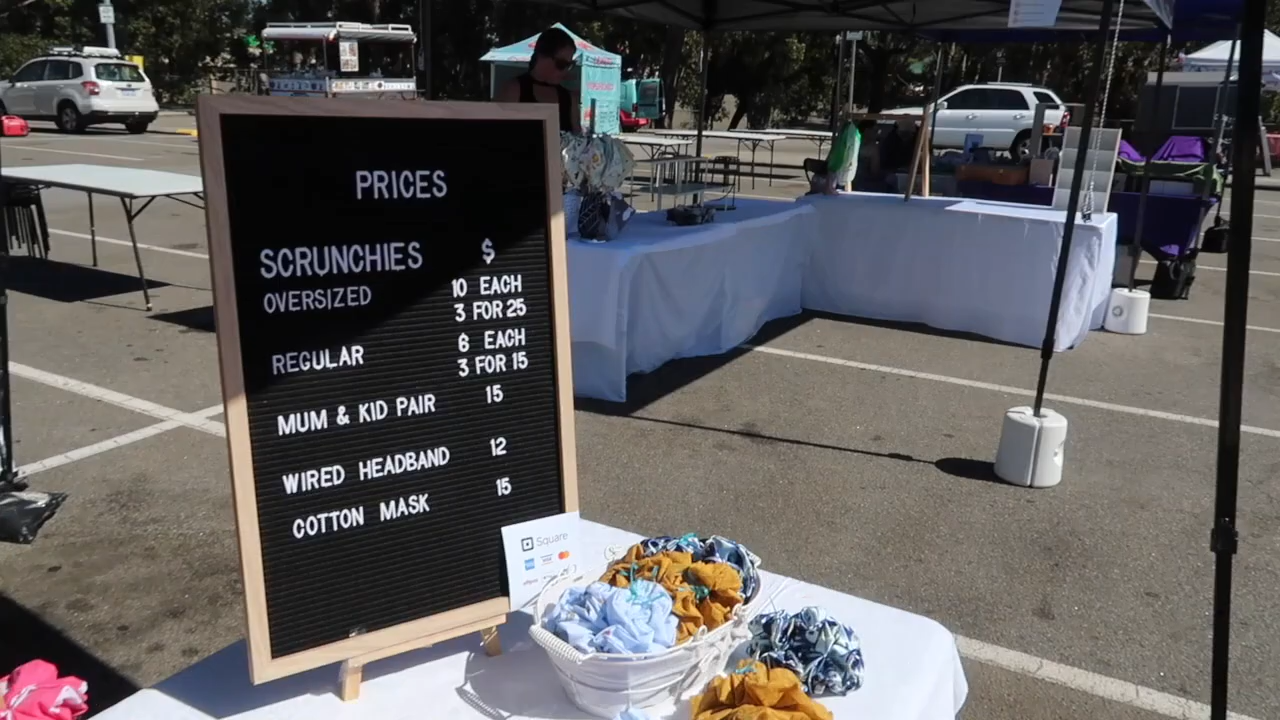 PRICES
SCRUNCHIES $
OVERSIZED 10 EACH
3 FOR 25
REGULAR 6 EACH
3 FOR 15
MUM & KID PAIR 15
WIRED HEADBAND 12
COTTON MASK 15
Square
VISA